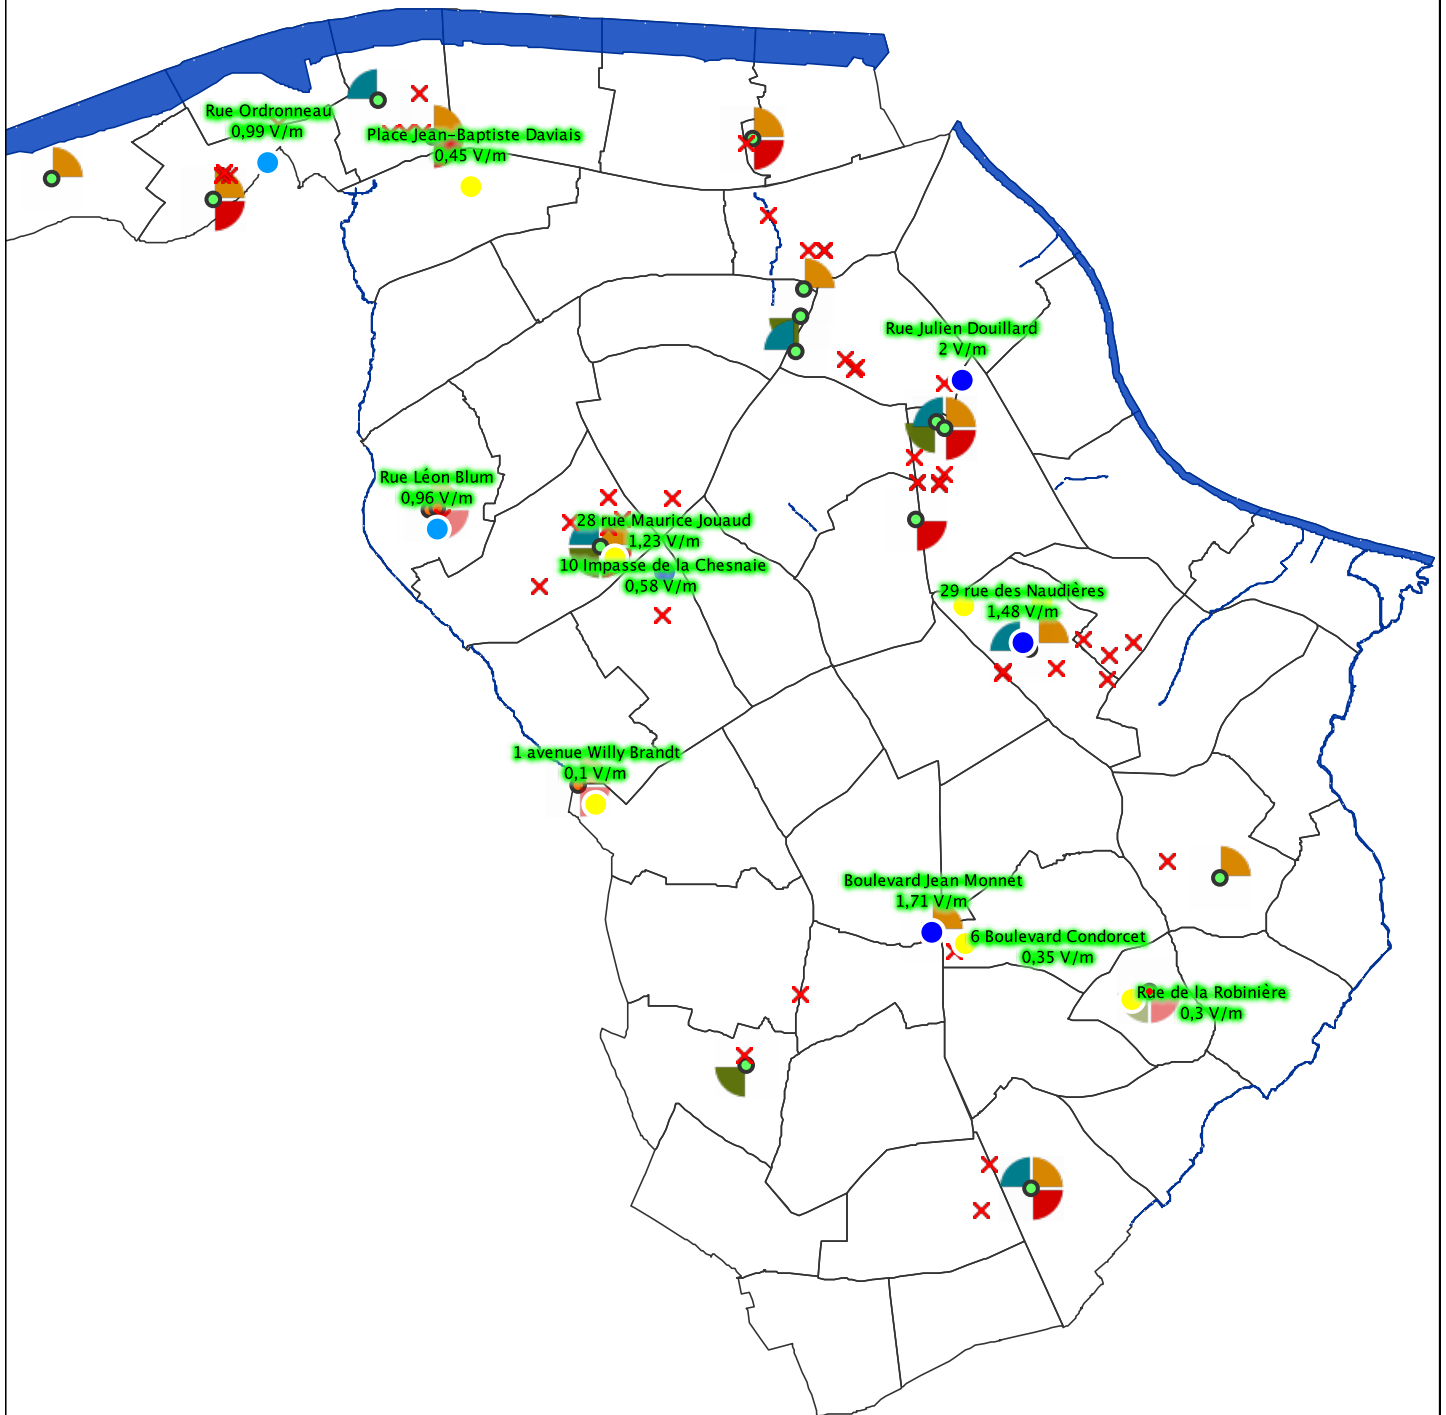 Rue Ordronneau
0,99 V/m
Place Jean-Baptiste Daviais
0,45 V/m
Rue Julien Douillard
2 V/m
Rue Léon Blum
0,96 V/m
28 rue Maurice Jouaud
1,23 V/m
10 Impasse de la Chesnaie
0,58 V/m
29 rue des Naudières
1,48 V/m
1 avenue Willy Brandt
0,1 V/m
Boulevard Jean Monnet
1,71 V/m
6 Boulevard Condorcet
0,35 V/m
Rue de la Robinière
0,3 V/m